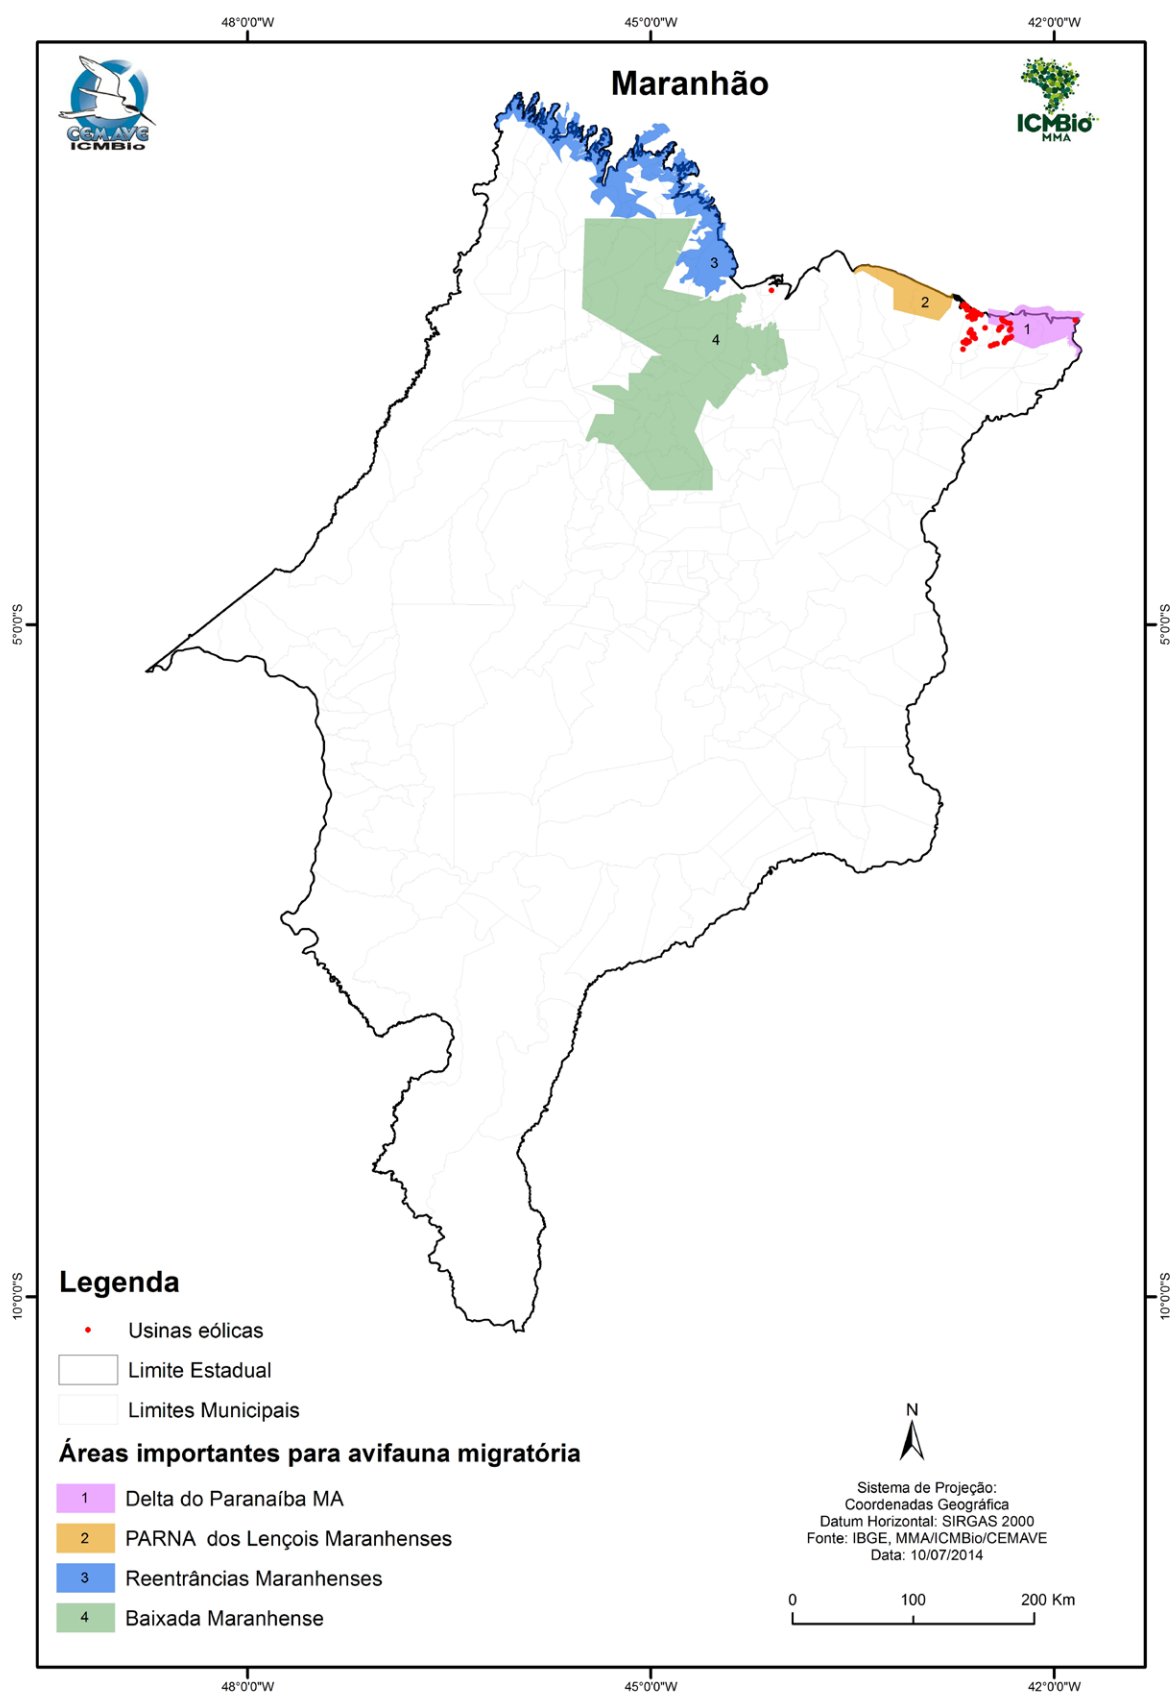 48°0'0"W
45°0'0"W
42°0'0"W
Maranhão
CEMAVE
ICMBio
ICMBio
MMA
3
2
1
4
5°0'0"S
5°0'0"S
10°0'0"S
10°0'0"S
Legenda
Usinas eólicas
Limite Estadual
Limites Municipais
Áreas importantes para avifauna migratória
1 Delta do Paranaíba MA
2 PARNA dos Lençois Maranhenses
3 Reentrâncias Maranhenses
4 Baixada Maranhense
N
Sistema de Projeção:
Coordenadas Geográfica
Datum Horizontal: SIRGAS 2000
Fonte: IBGE, MMA/ICMBio/CEMAVE
Data: 10/07/2014
0 100 200 Km
48°0'0"W
45°0'0"W
42°0'0"W